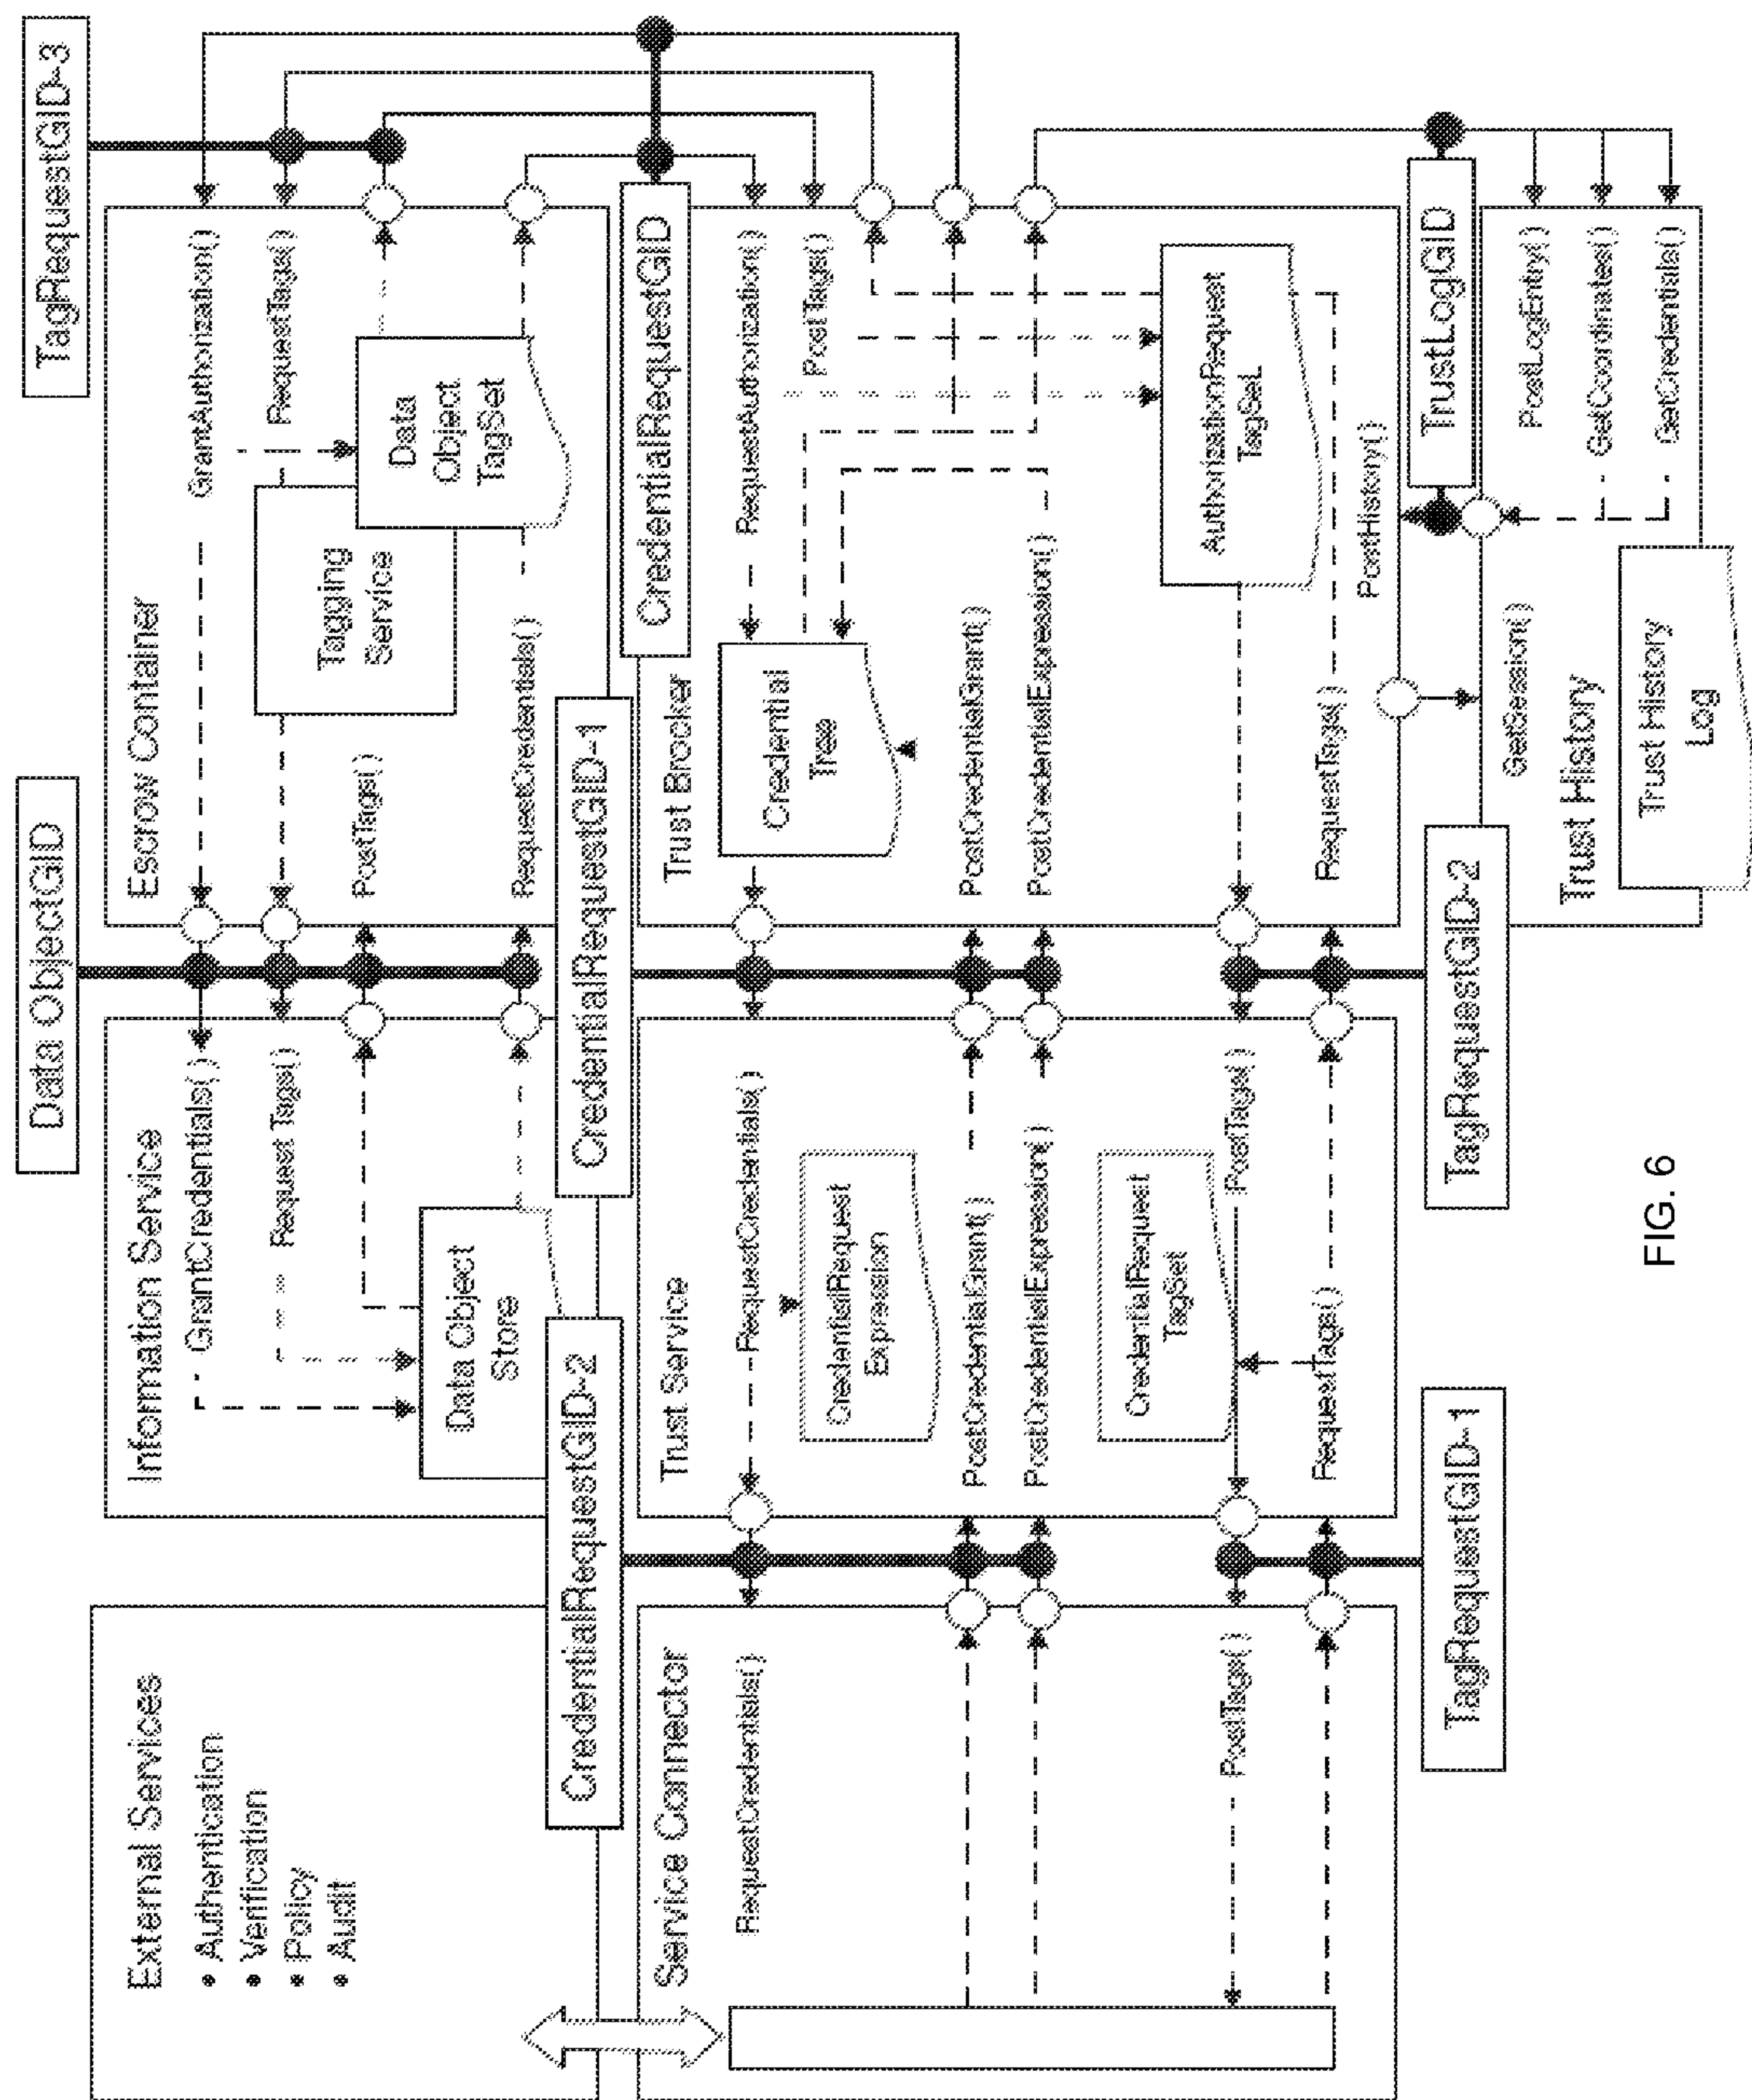 Data ObjectGID
TagRequestGID-3
External Services
• Authentication
• Verification
• Policy
• Audit
Information Service
GrantCredentials()
Request Tags()
Data Object
Store
Escrow Container
GrantAuthorization()
RequestTags()
Tagging
Service
Data
Object
TagSet
PostTags()
RequestCredentials()
CredentialRequestGID-2
CredentialRequestGID-1
CredentialRequestGID
Service Connector
RequestCredentials()
PostTags()
Trust Service
RequestCredentials()
CredentialRequest
Expression
PostCredentialGrant()
PostCredentialExpression()
CredentialRequest
TagSet
PostTags()
RequestTags()
Trust Broker
RequestAuthorization()
PostTags()
Credential
Tree
PostCredentialGrant()
PostCredentialExpression()
AuthorizationRequest
TagSet
RequestTags()
PostHistory()
TagRequestGID-1
TagRequestGID-2
TrustLogGID
GetSession()
PostLogEntry()
GetCoordinates()
GetCredentials()
Trust History
Trust History
Log
FIG. 6